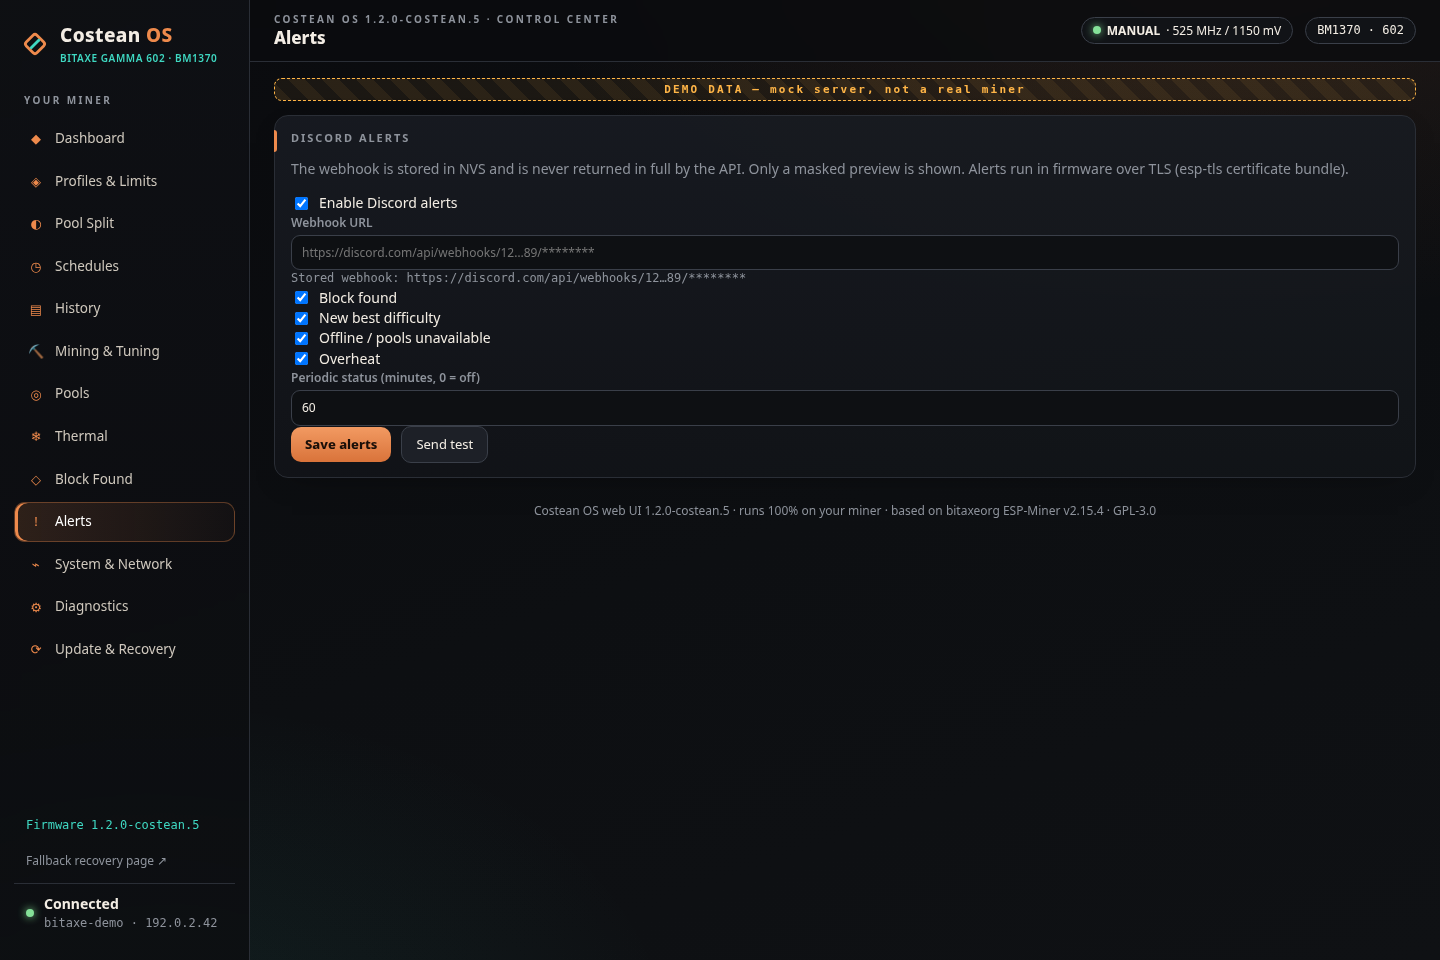 Costean OS
BITAXE GAMMA 602 · BM1370
YOUR MINER
Dashboard
Profiles & Limits
Pool Split
Schedules
History
Mining & Tuning
Pools
Thermal
Block Found
! Alerts
System & Network
Diagnostics
Update & Recovery
Firmware 1.2.0-costean.5
Fallback recovery page ↗
Connected
bitaxe-demo · 192.0.2.42
COSTEAN OS 1.2.0-COSTEAN.5 · CONTROL CENTER
Alerts
MANUAL · 525 MHz / 1150 mV
BM1370 · 602
DEMO DATA — mock server, not a real miner
DISCORD ALERTS
The webhook is stored in NVS and is never returned in full by the API. Only a masked preview is shown. Alerts run in firmware over TLS (esp-tls certificate bundle).
Enable Discord alerts
Webhook URL
https://discord.com/api/webhooks/12…89/********
Stored webhook: https://discord.com/api/webhooks/12…89/********
Block found
New best difficulty
Offline / pools unavailable
Overheat
Periodic status (minutes, 0 = off)
60
Save alerts
Send test
Costean OS web UI 1.2.0-costean.5 · runs 100% on your miner · based on bitaxeorg ESP-Miner v2.15.4 · GPL-3.0